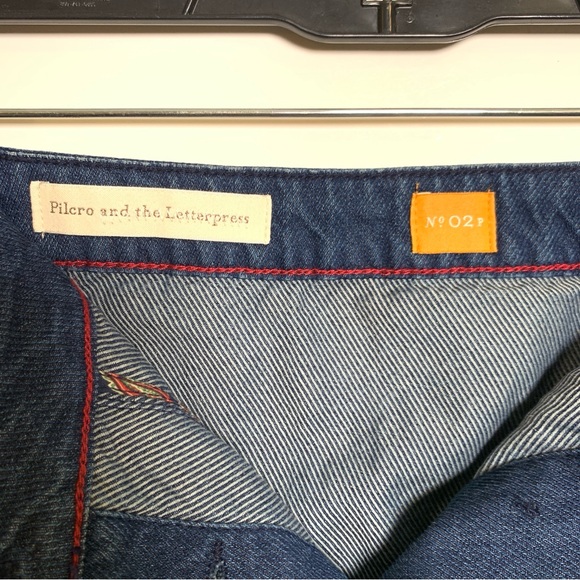 Pilcro and the Letterpress
Nº 02 P